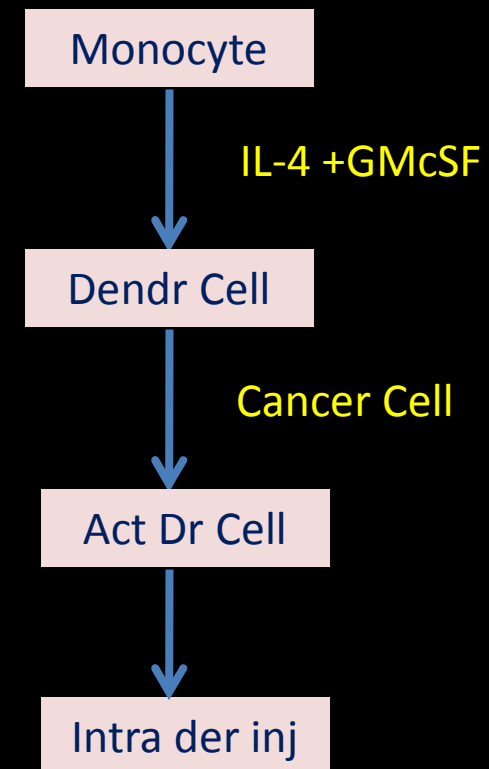 Monocyte
IL-4 +GMcSF
Dendr Cell
Cancer Cell
Act Dr Cell
Intra der inj